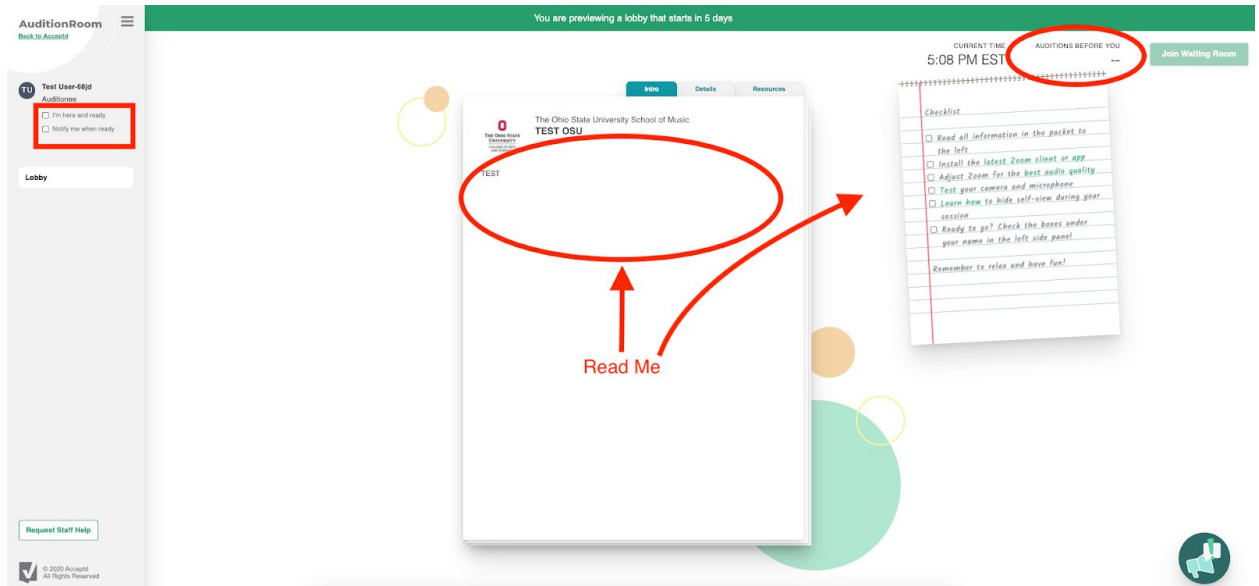 You are previewing a lobby that starts in 5 days
AuditionRoom
Back to Acceptd
TU
Test User-68jd
Auditionee
I'm here and ready
Notify me when ready
Lobby
Request Staff Help
© 2020 Acceptd
All Rights Reserved
Intro
Details
Resources
The Ohio State
University
College of Arts
and Sciences
The Ohio State University School of Music
TEST OSU
TEST
Read Me
CURRENT TIME
5:08 PM EST
AUDITIONS BEFORE YOU
--
Join Waiting Room
Checklist
Read all information in the packet to
the left
Install the latest Zoom client or app
Adjust Zoom for the best audio quality
Test your camera and microphone
Learn how to hide self-view during your
session
Ready to go? Check the boxes under
your name in the left side panel
Remember to relax and have fun!